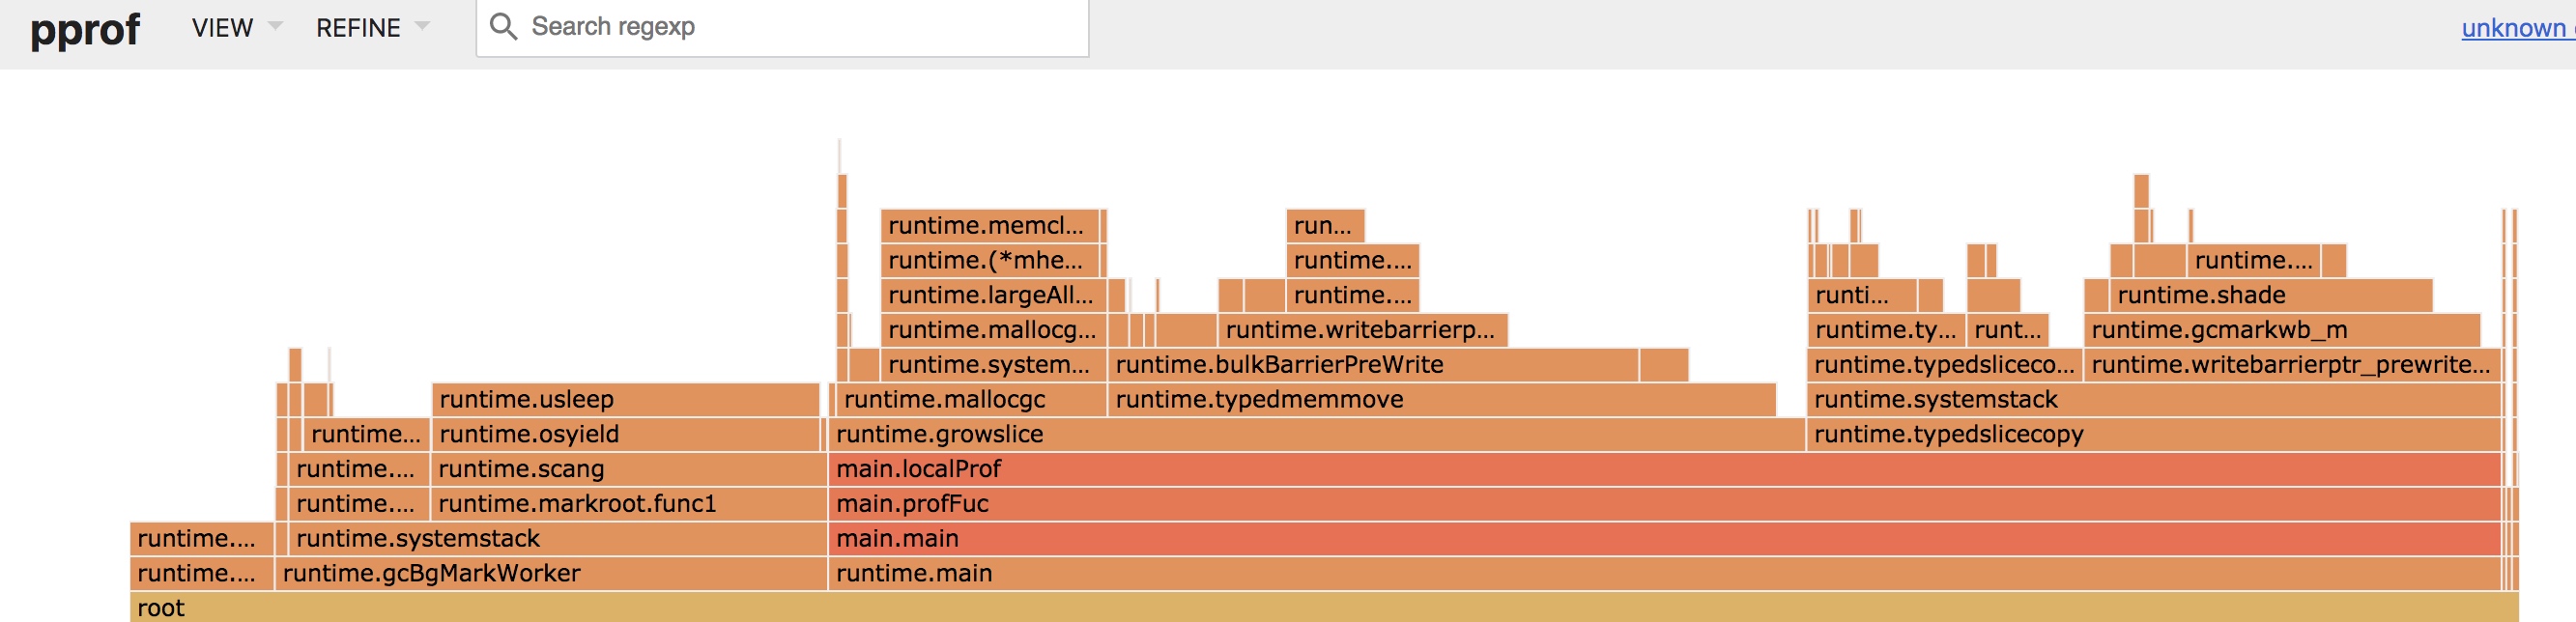 pprof VIEW REFINE Search regexp unknown
runtime.memcl... run...
runtime.(*mhe... runtime.... runtime....
runtime.largeAll... runtime.... runti... runtime.shade
runtime.mallocg... runtime.writebarrierp... runtime.ty... runt... runtime.gcmarkwb_m
runtime.system... runtime.bulkBarrierPreWrite runtime.typedsliceco... runtime.writebarrierptr_prewrite...
runtime.usleep runtime.mallocgc runtime.typedmemmove runtime.systemstack
runtime... runtime.osyield runtime.growslice runtime.typedslicecopy
runtime.... runtime.scang main.localProf
runtime.... runtime.markroot.func1 main.profFuc
runtime.... runtime.systemstack main.main
runtime.... runtime.gcBgMarkWorker runtime.main
root